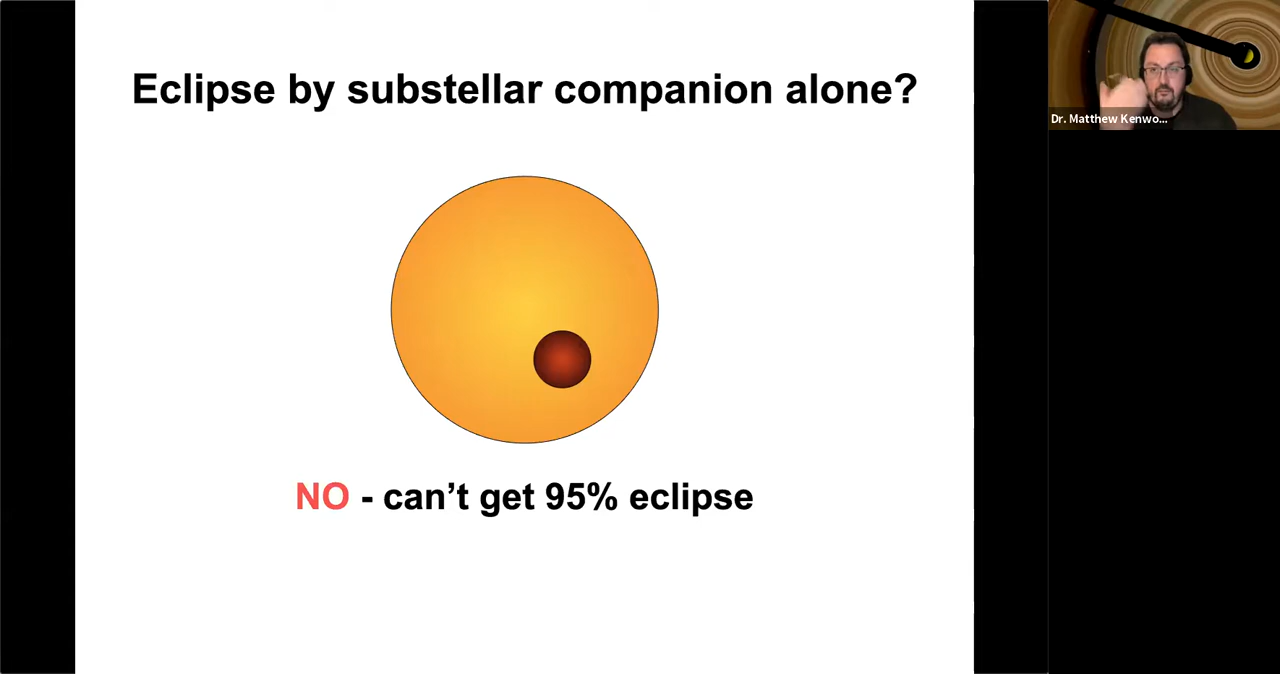 Eclipse by substellar companion alone?
Dr. Matthew Kenwo...
NO - can't get 95% eclipse